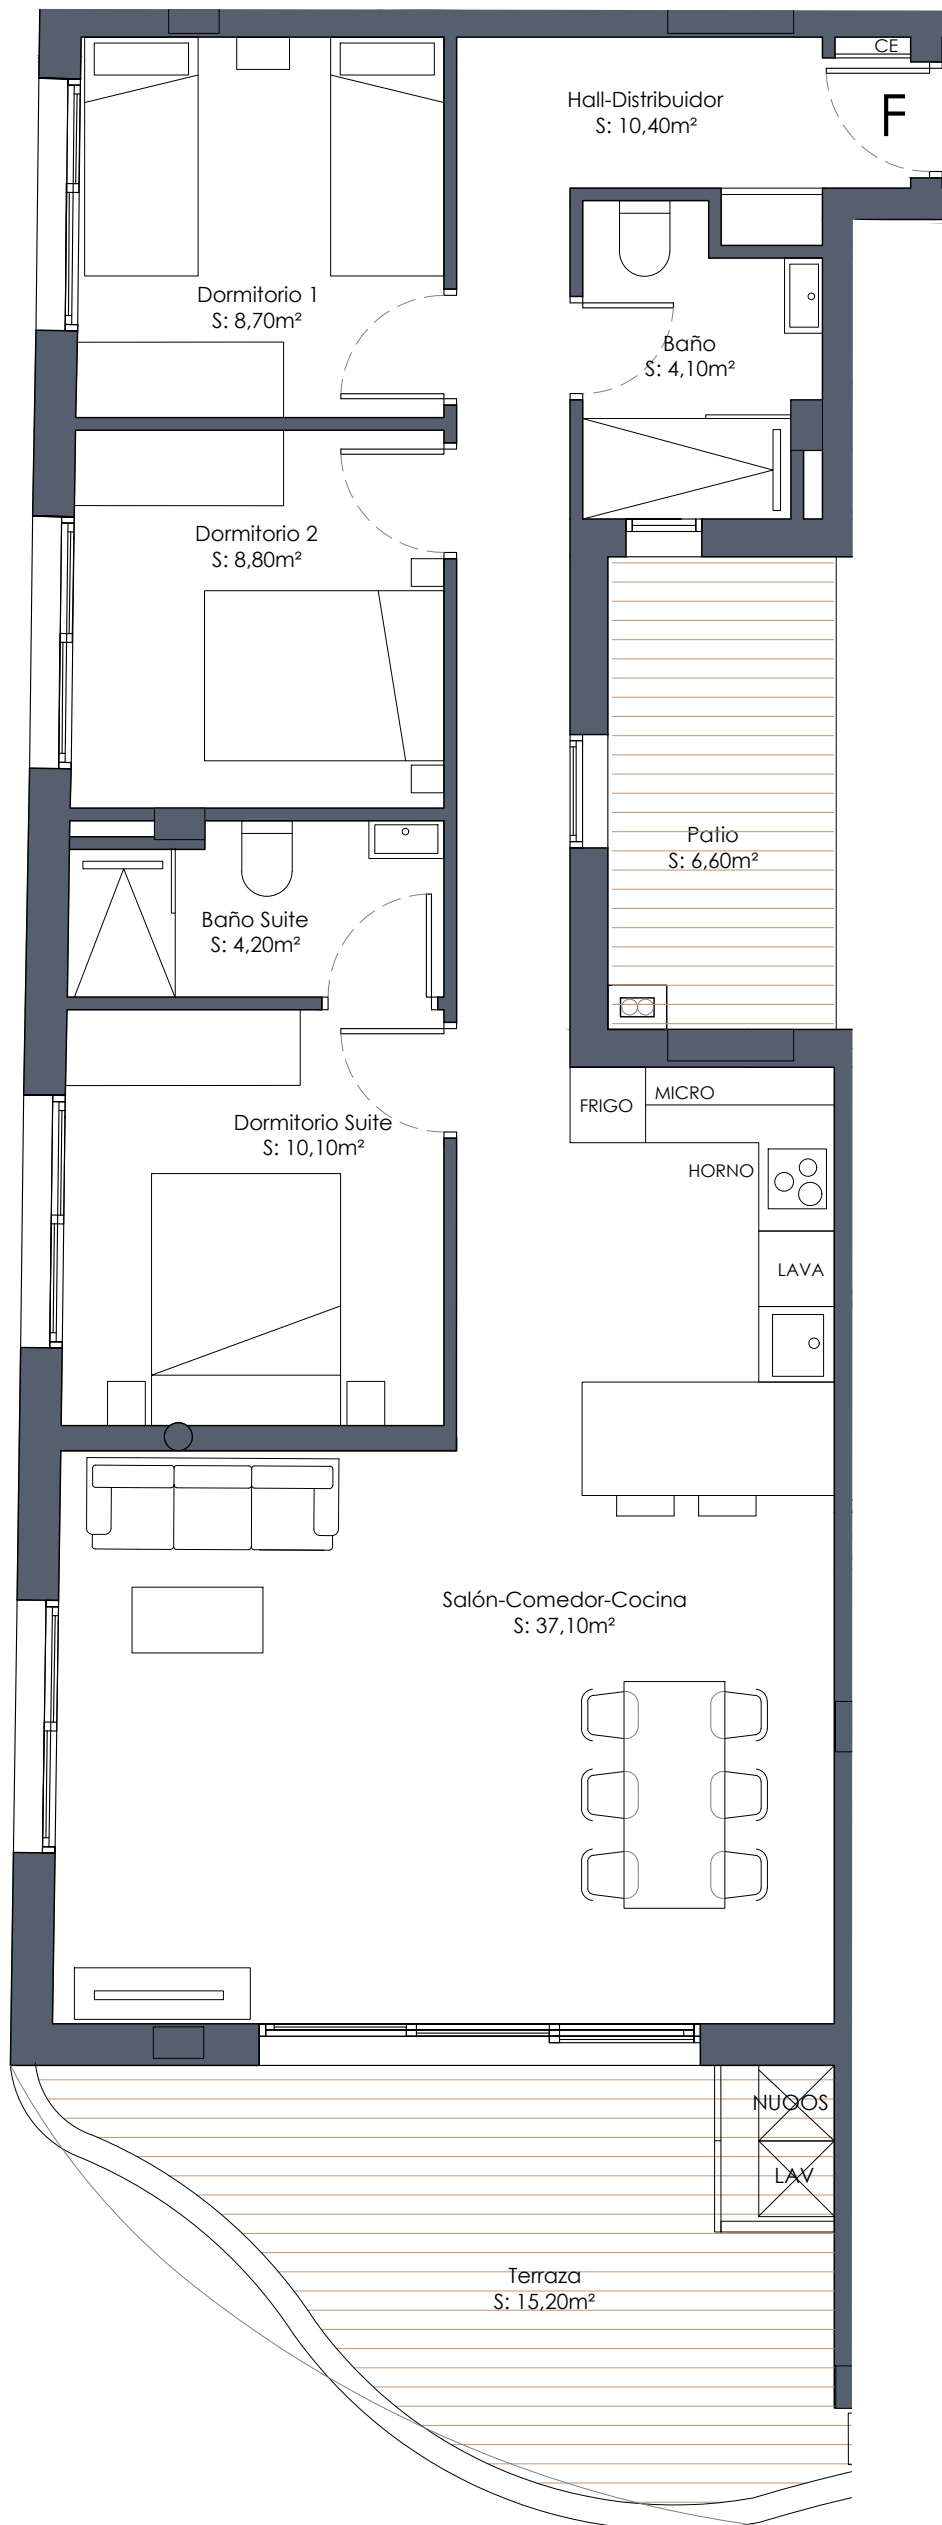 CE
F
Hall-Distribuidor
S: 10,40m²
Dormitorio 1
S: 8,70m²
Baño
S: 4,10m²
Dormitorio 2
S: 8,80m²
Patio
S: 6,60m²
Baño Suite
S: 4,20m²
FRIGO
MICRO
Dormitorio Suite
S: 10,10m²
HORNO
LAVA
Salón-Comedor-Cocina
S: 37,10m²
NUOOS
LAV
Terraza
S: 15,20m²